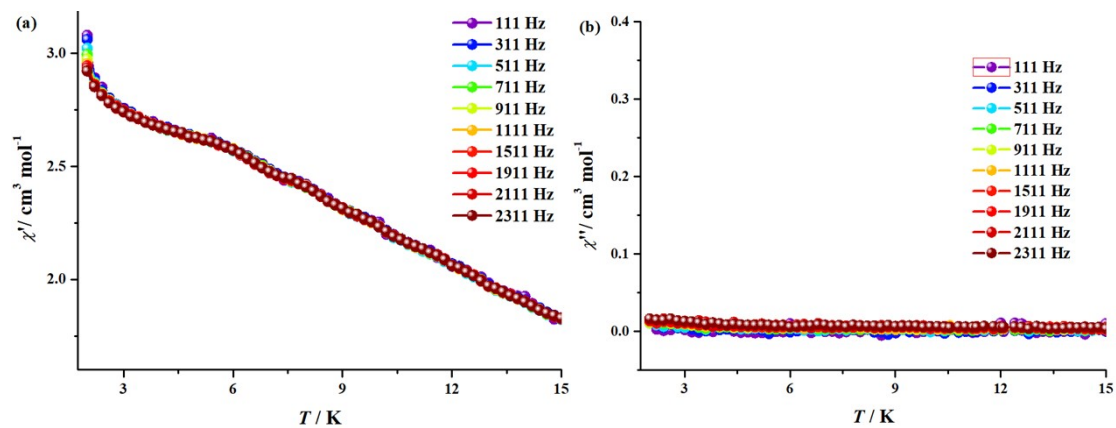 (a)
111 Hz
311 Hz
511 Hz
711 Hz
911 Hz
1111 Hz
1511 Hz
1911 Hz
2111 Hz
2311 Hz
3.0
2.5
2.0
χ'/ cm³ mol⁻¹
3
6
9
12
15
T / K
(b)
111 Hz
311 Hz
511 Hz
711 Hz
911 Hz
1111 Hz
1511 Hz
1911 Hz
2111 Hz
2311 Hz
0.4
0.3
0.2
0.1
0.0
χ''/ cm³ mol⁻¹
3
6
9
12
15
T / K